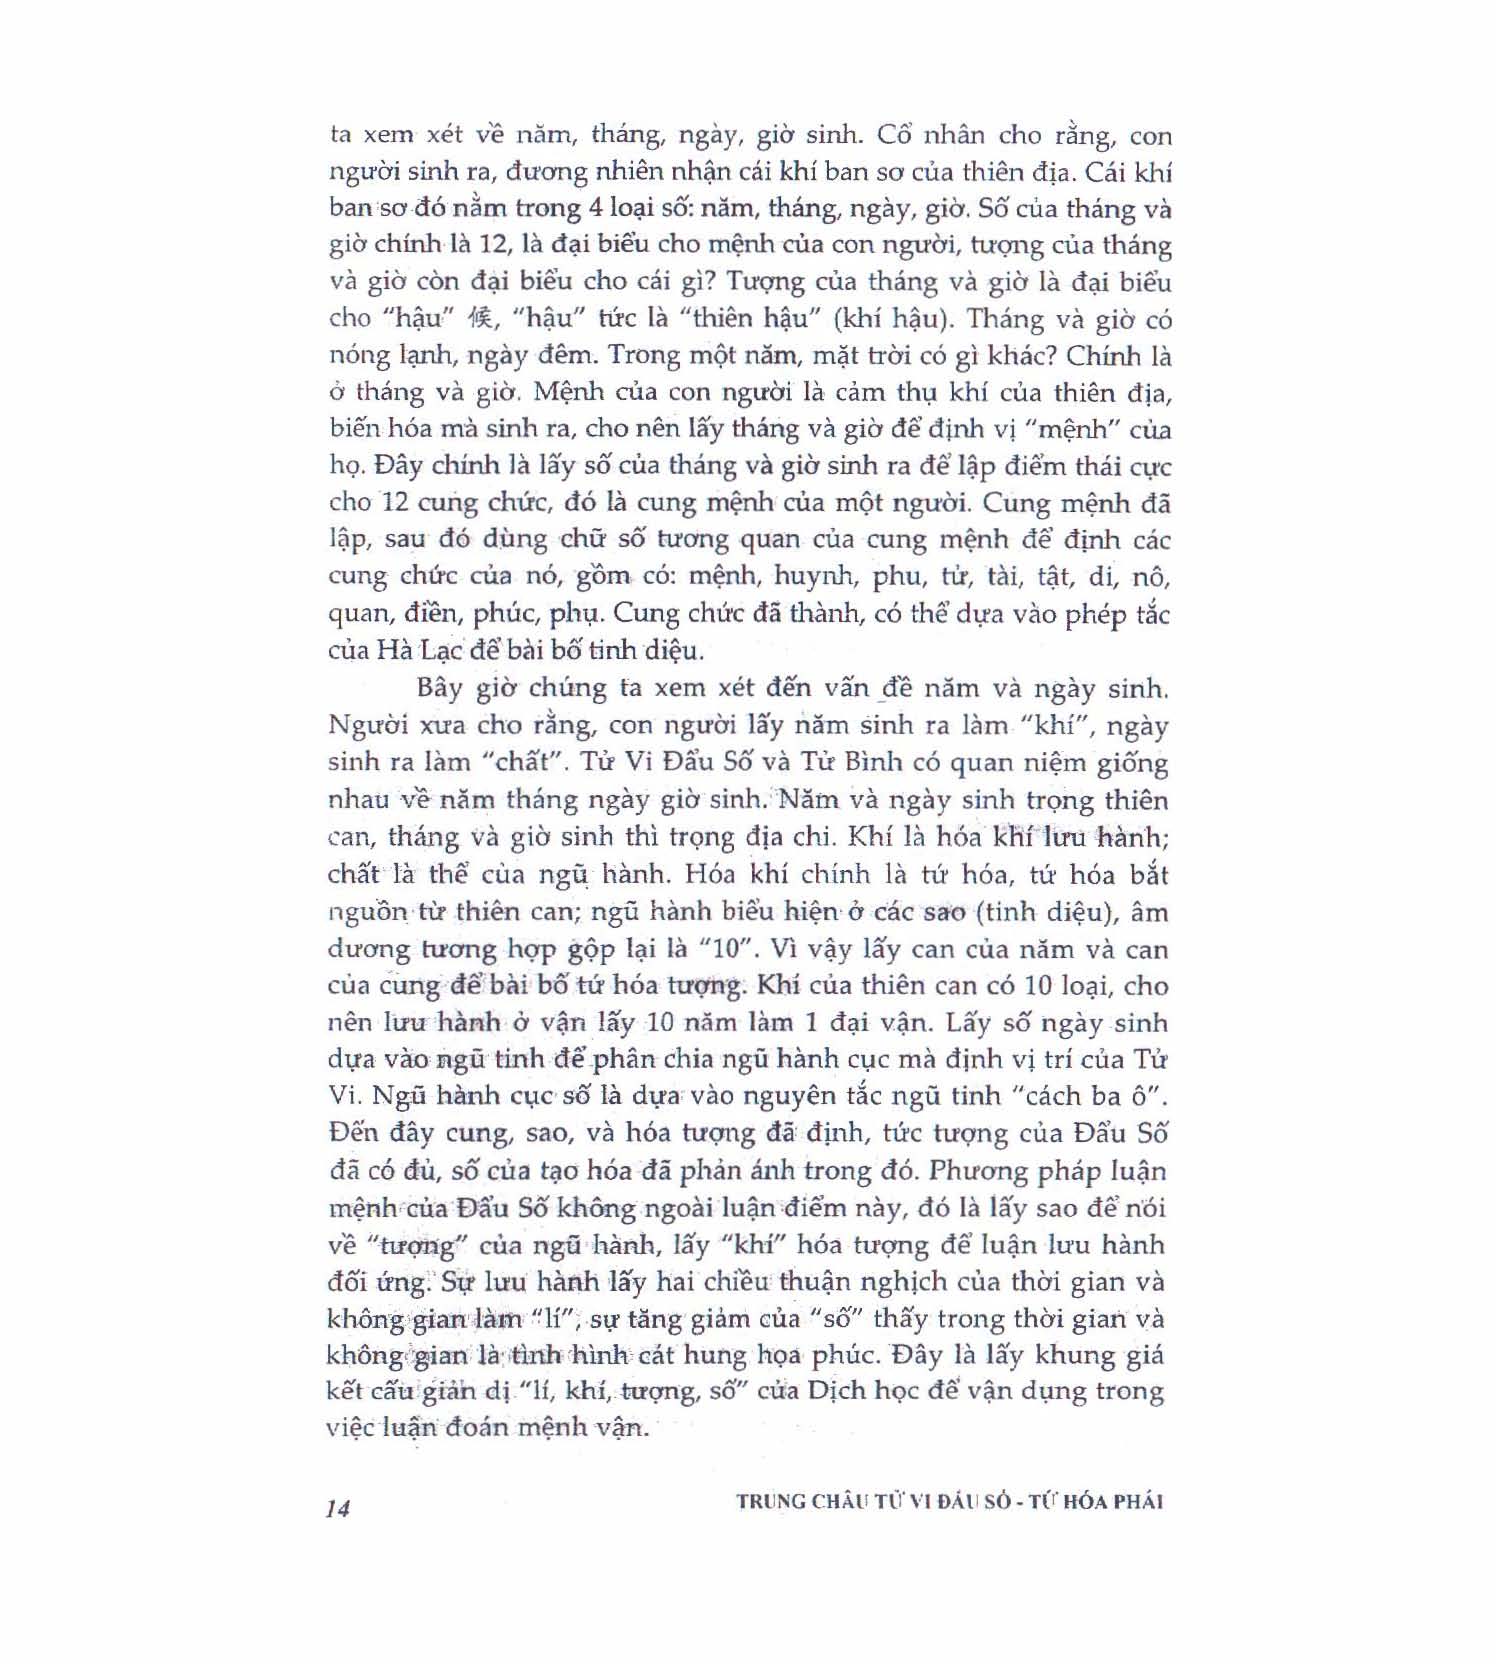 ta xem xét về năm, tháng, ngày, giờ sinh. Cổ nhân cho rằng, con
người sinh ra, đương nhiên nhận cái khí ban sơ của thiên địa. Cái khí
ban sơ đó nằm trong 4 loại số: năm, tháng, ngày, giờ. Số của tháng và
giờ chính là 12, là đại biểu cho mệnh của con người, tượng của tháng
và giờ còn đại biểu cho cái gì? Tượng của tháng và giờ là đại biểu
cho "hậu" 候, "hậu" tức là "thiên hậu" (khí hậu). Tháng và giờ có
nóng lạnh, ngày đêm. Trong một năm, mặt trời có gì khác? Chính là
ở tháng và giờ. Mệnh của con người là cảm thụ khí của thiên địa,
biến hóa mà sinh ra, cho nên lấy tháng và giờ để định vị "mệnh" của
họ. Đây chính là lấy số của tháng và giờ sinh ra để lập điểm thái cực
cho 12 cung chức, đó là cung mệnh của một người. Cung mệnh đã
lập, sau đó dùng chữ số tương quan của cung mệnh để định các
cung chức của nó, gồm có: mệnh, huynh, phu, tử, tài, tật, di, nô,
quan, điền, phúc, phụ. Cung chức đã thành, có thể dựa vào phép tắc
của Hà Lạc để bài bố tinh diệu.
Bây giờ chúng ta xem xét đến vấn đề năm và ngày sinh.
Người xưa cho rằng, con người lấy năm sinh ra làm "khí", ngày
sinh ra làm "chất". Tử Vi Đẩu Số và Tử Bình có quan niệm giống
nhau về năm tháng ngày giờ sinh. Năm và ngày sinh trọng thiên
can, tháng và giờ sinh thì trọng địa chi. Khí là hóa khí lưu hành;
chất là thể của ngũ hành. Hóa khí chính là tứ hóa, tứ hóa bắt
nguồn từ thiên can; ngũ hành biểu hiện ở các sao (tinh diệu), âm
dương tương hợp gộp lại là "10". Vì vậy lấy can của năm và can
của cung để bài bố tứ hóa tượng. Khí của thiên can có 10 loại, cho
nên lưu hành ở vận lấy 10 năm làm 1 đại vận. Lấy số ngày sinh
dựa vào ngũ tinh để phân chia ngũ hành cục mà định vị trí của Tử
Vi. Ngũ hành cục số là dựa vào nguyên tắc ngũ tinh "cách ba ô".
Đến đây cung, sao, và hóa tượng đã định, tức tượng của Đẩu Số
đã có đủ, số của tạo hóa đã phản ánh trong đó. Phương pháp luận
mệnh của Đẩu Số không ngoài luận điểm này, đó là lấy sao để nói
về "tượng" của ngũ hành, lấy "khí" hóa tượng để luận lưu hành
đối ứng. Sự lưu hành lấy hai chiều thuận nghịch của thời gian và
không gian làm "lí", sự tăng giảm của "số" thấy trong thời gian và
không gian là tình hình cát hung họa phúc. Đây là lấy khung giá
kết cấu giản dị "lí, khí, tượng, số" của Dịch học để vận dụng trong
việc luận đoán mệnh vận.
14
TRUNG CHÂU TỬ VI ĐẨU SỐ - TỨ HÓA PHÁI